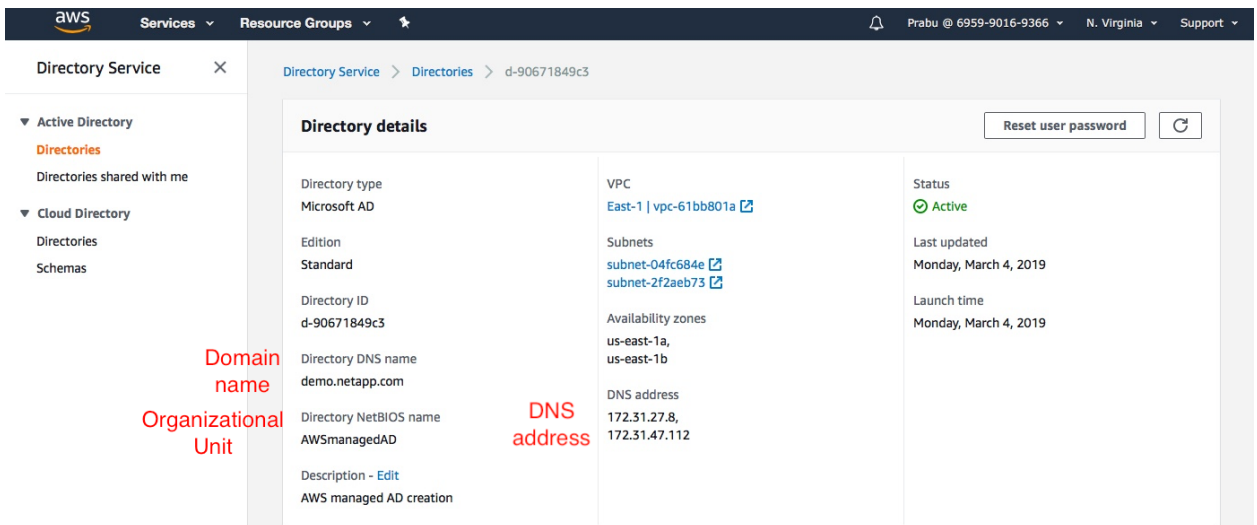 aws Services Resource Groups Prabu @ 6959-9016-9366 N. Virginia Support
Directory Service
Active Directory
Directories
Directories shared with me
Cloud Directory
Directories
Schemas
Directory Service > Directories > d-90671849c3
Directory details Reset user password
Directory type
Microsoft AD
Edition
Standard
Directory ID
d-90671849c3
Domain
name
Directory DNS name
demo.netapp.com
Organizational
Unit
Directory NetBIOS name
AWSmanagedAD
Description - Edit
AWS managed AD creation
VPC
East-1 | vpc-61bb801a
Subnets
subnet-04fc684e
subnet-2f2aeb73
Availability zones
us-east-1a,
us-east-1b
DNS
address
DNS address
172.31.27.8,
172.31.47.112
Status
Active
Last updated
Monday, March 4, 2019
Launch time
Monday, March 4, 2019